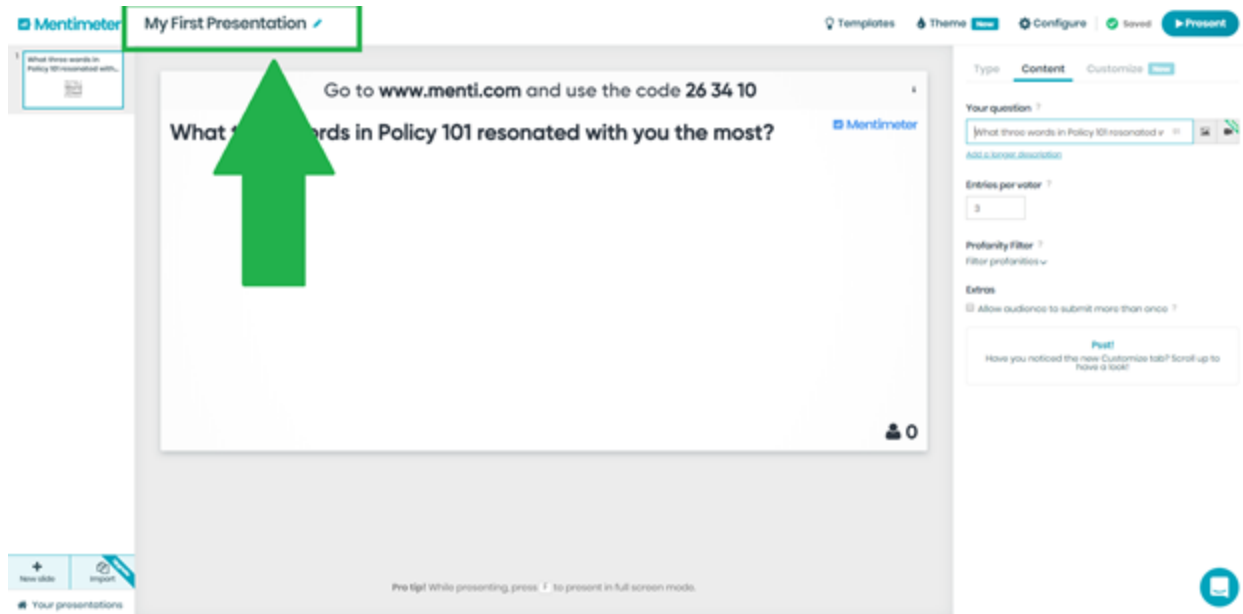 Mentimeter
My First Presentation
Templates
Theme New
Configure
Saved
Present
1
What three words in
Policy 101 resonated with...
Go to www.menti.com and use the code 26 34 10
What t ords in Policy 101 resonated with you the most?
Mentimeter
0
Pro tip! While presenting, press F to present in full screen mode.
New slide
Import
Your presentations
Type
Content
Customize New
Your question ?
What three words in Policy 101 resonated w
Add a longer description
Entries per voter ?
3
Profanity Filter ?
Filter profanities
Extras
Allow audience to submit more than once ?
Psst!
Have you noticed the new Customize tab? Scroll up to
have a look!